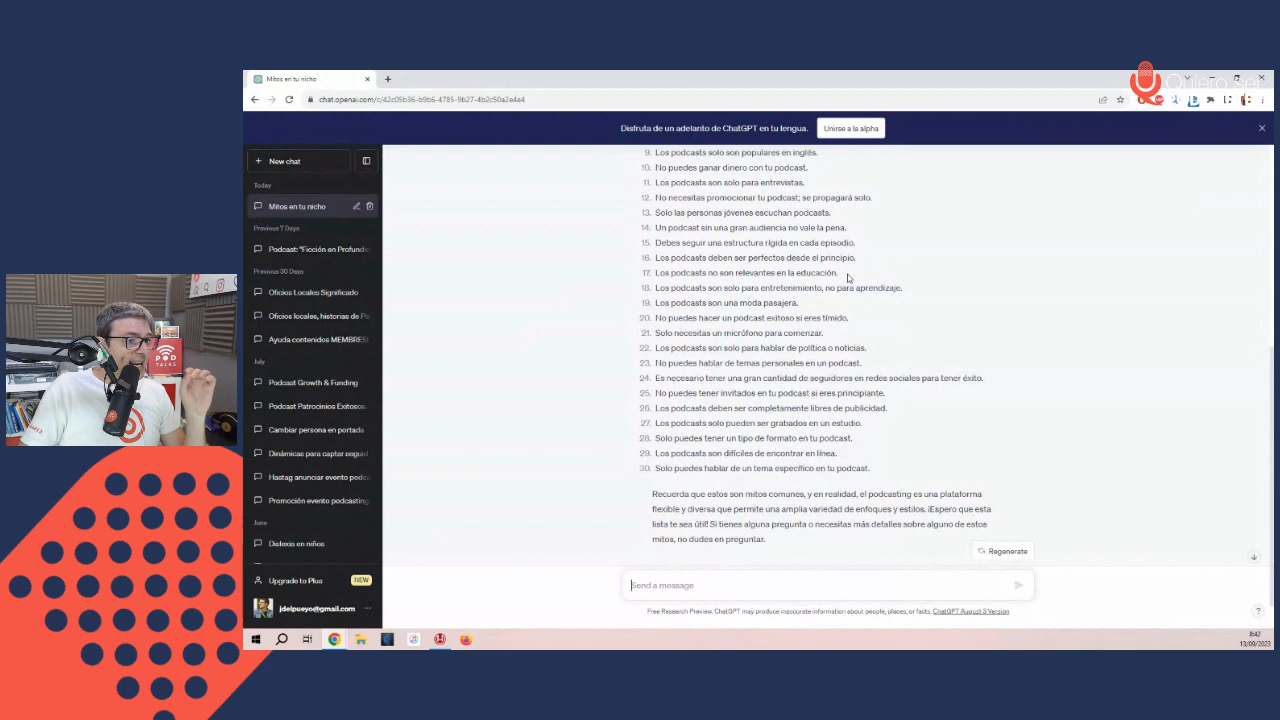 Quiero ser
Mitos en tu nicho
chat.openai.com/c/42c05b36-b9b6-4785-9b27-4b2c50a2e4e4
Disfruta de un adelanto de ChatGPT en tu lengua.
Unirse a la alpha
New chat
Today
Mitos en tu nicho
Previous 7 Days
Podcast: "Ficción en Profundi
Previous 30 Days
Oficios Locales Significado
Oficios locales, historias de Pa
Ayuda contenidos MEMBRES
July
Podcast Growth & Funding
Podcast Patrocinios Exitosos.
Cambiar persona en portada
Dinámicas para captar seguid
Hastag anunciar evento podca
Promoción evento podcasting
June
Dislexia en niños
Upgrade to Plus
NEW
jdelpueyo@gmail.com
9. Los podcasts solo son populares en inglés.
10. No puedes ganar dinero con tu podcast.
11. Los podcasts son solo para entrevistas.
12. No necesitas promocionar tu podcast; se propagará solo.
13. Solo las personas jóvenes escuchan podcasts.
14. Un podcast sin una gran audiencia no vale la pena.
15. Debes seguir una estructura rígida en cada episodio.
16. Los podcasts deben ser perfectos desde el principio.
17. Los podcasts no son relevantes en la educación.
18. Los podcasts son solo para entretenimiento, no para aprendizaje.
19. Los podcasts son una moda pasajera.
20. No puedes hacer un podcast exitoso si eres tímido.
21. Solo necesitas un micrófono para comenzar.
22. Los podcasts son solo para hablar de política o noticias.
23. No puedes hablar de temas personales en un podcast.
24. Es necesario tener una gran cantidad de seguidores en redes sociales para tener éxito.
25. No puedes tener invitados en tu podcast si eres principiante.
26. Los podcasts deben ser completamente libres de publicidad.
27. Los podcasts solo pueden ser grabados en un estudio.
28. Solo puedes tener un tipo de formato en tu podcast.
29. Los podcasts son difíciles de encontrar en línea.
30. Solo puedes hablar de un tema específico en tu podcast.
Recuerda que estos son mitos comunes, y en realidad, el podcasting es una plataforma
flexible y diversa que permite una amplia variedad de enfoques y estilos. ¡Espero que esta
lista te sea útil! Si tienes alguna pregunta o necesitas más detalles sobre alguno de estos
mitos, no dudes en preguntar.
Regenerate
Send a message
Free Research Preview. ChatGPT may produce inaccurate information about people, places, or facts. ChatGPT August 3 Version
?
8:42
13/09/2023
POD
TALKS